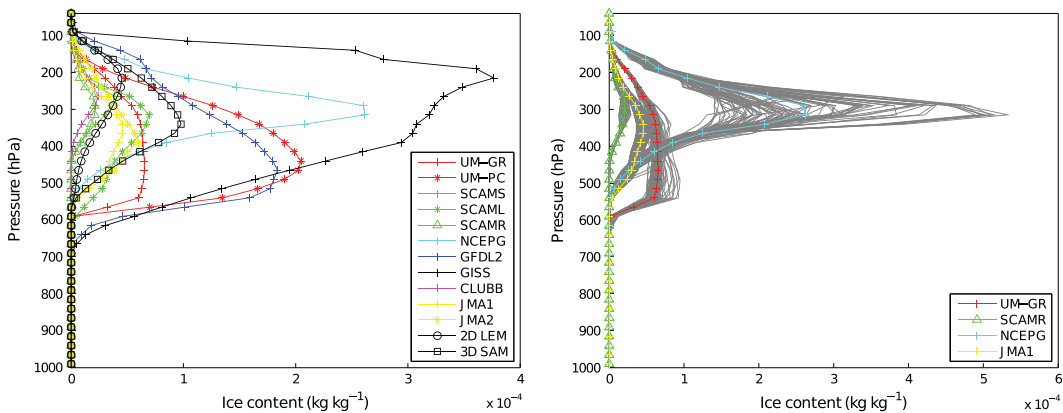 100
200
300
400
500
600
700
800
900
1000
Pressure (hPa)
0
1
2
3
4
Ice content (kg kg⁻¹)
x 10⁻⁴
UM−GR
UM−PC
SCAMS
SCAML
SCAMR
NCEPG
GFDL2
GISS
CLUBB
JMA1
JMA2
2D LEM
3D SAM
100
200
300
400
500
600
700
800
900
1000
Pressure (hPa)
0
1
2
3
4
5
6
Ice content (kg kg⁻¹)
x 10⁻⁴
UM−GR
SCAMR
NCEPG
JMA1